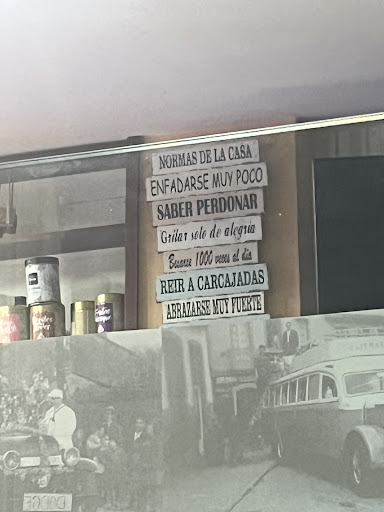 NORMAS DE LA CASA
ENFADARSE MUY POCO
SABER PERDONAR
Gritar solo de alegria
Besarse 1000 veces al dia
REIR A CARCAJADAS
ABRAZARSE MUY FUERTE